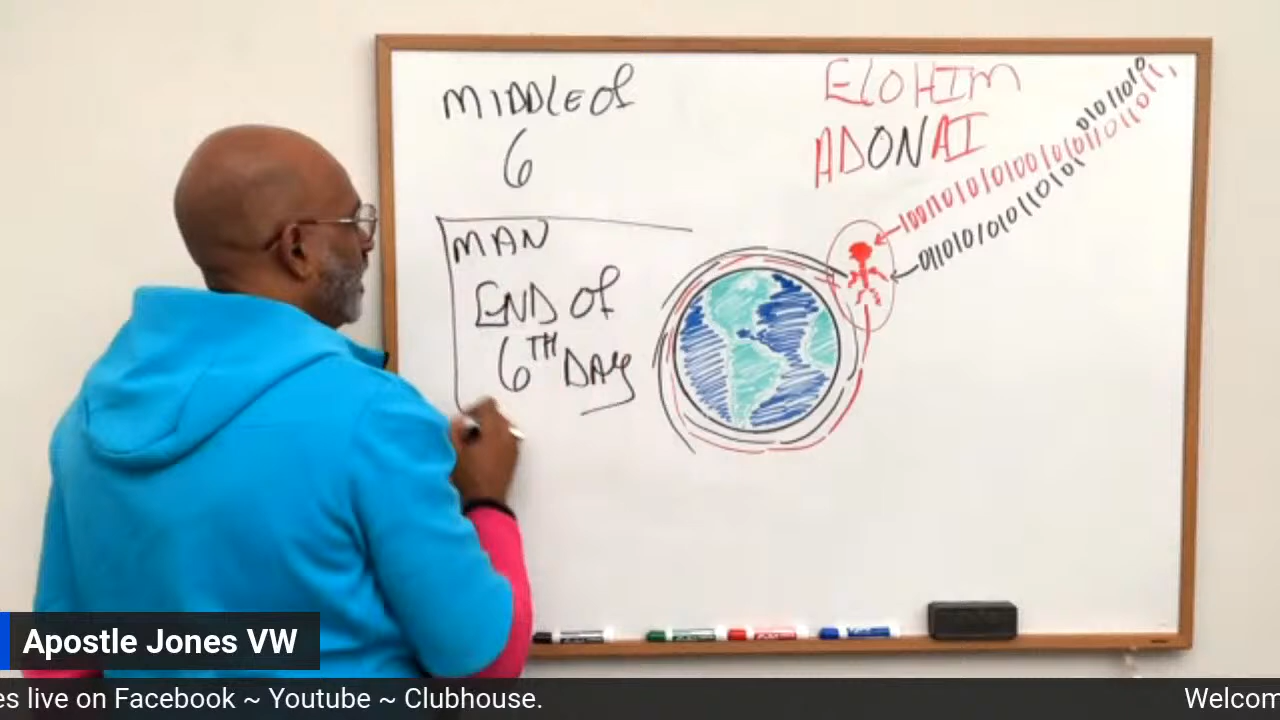 MIDDLE of
6
ELOHIM
ADONAI
MAN
END of
6TH DAY
Apostle Jones VW
es live on Facebook ~ Youtube ~ Clubhouse.
Welcom